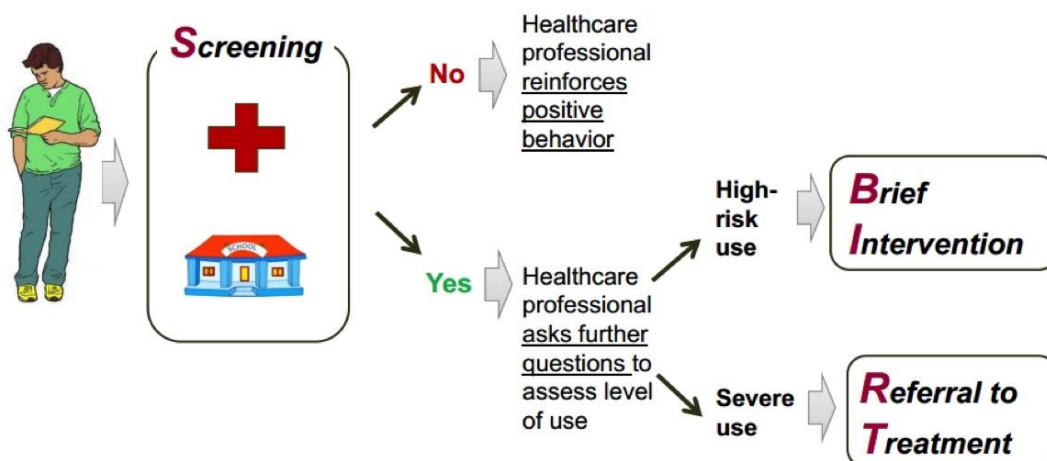 Screening
SCHOOL
No
Healthcare
professional
reinforces
positive
behavior
Yes
Healthcare
professional
asks further
questions to
assess level
of use
High-
risk
use
Brief
Intervention
Severe
use
Referral to
Treatment